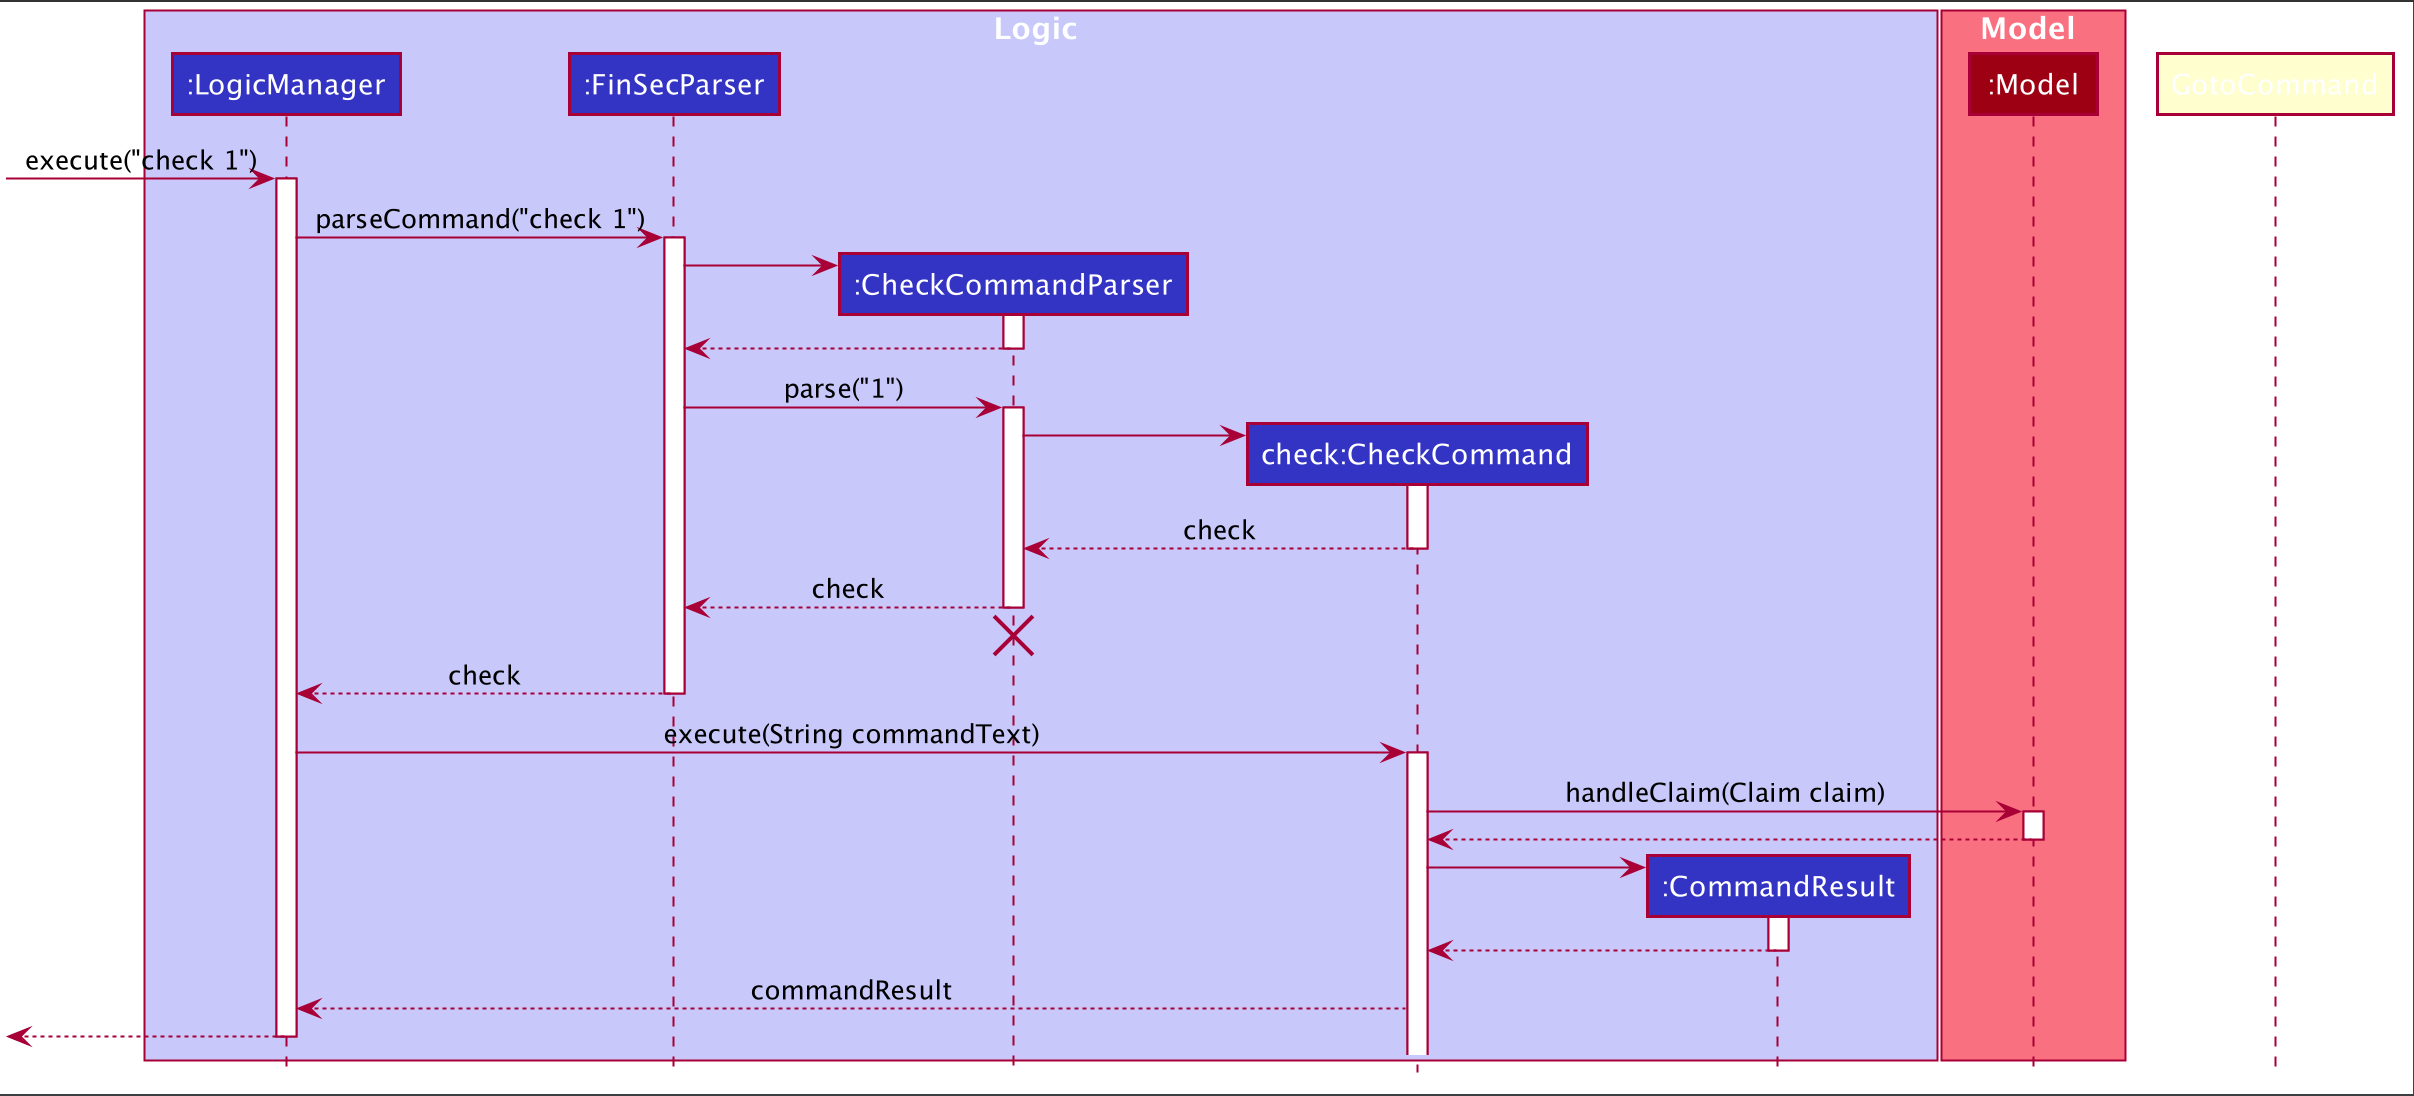 Logic
Model
:LogicManager
:FinSecParser
:Model
GotoCommand
execute("check 1")
parseCommand("check 1")
:CheckCommandParser
parse("1")
check:CheckCommand
check
check
check
execute(String commandText)
handleClaim(Claim claim)
:CommandResult
commandResult